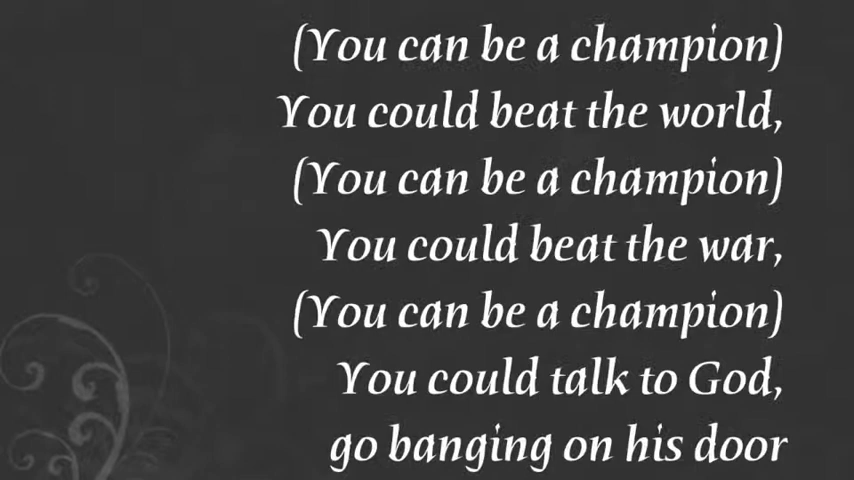 (You can be a champion)
You could beat the world,
(You can be a champion)
You could beat the war,
(You can be a champion)
You could talk to God,
go banging on his door